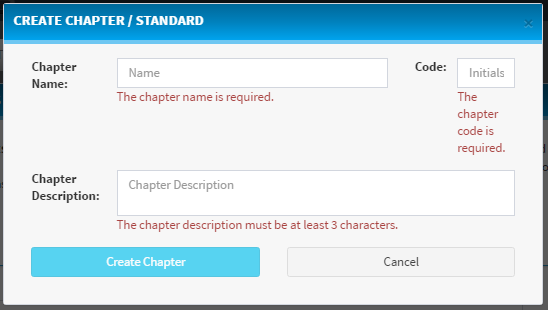 CREATE CHAPTER / STANDARD
×
Chapter Name:
Name
The chapter name is required.
Code:
Initials
The
chapter
code is
required.
Chapter
Description:
Chapter Description
The chapter description must be at least 3 characters.
Create Chapter
Cancel